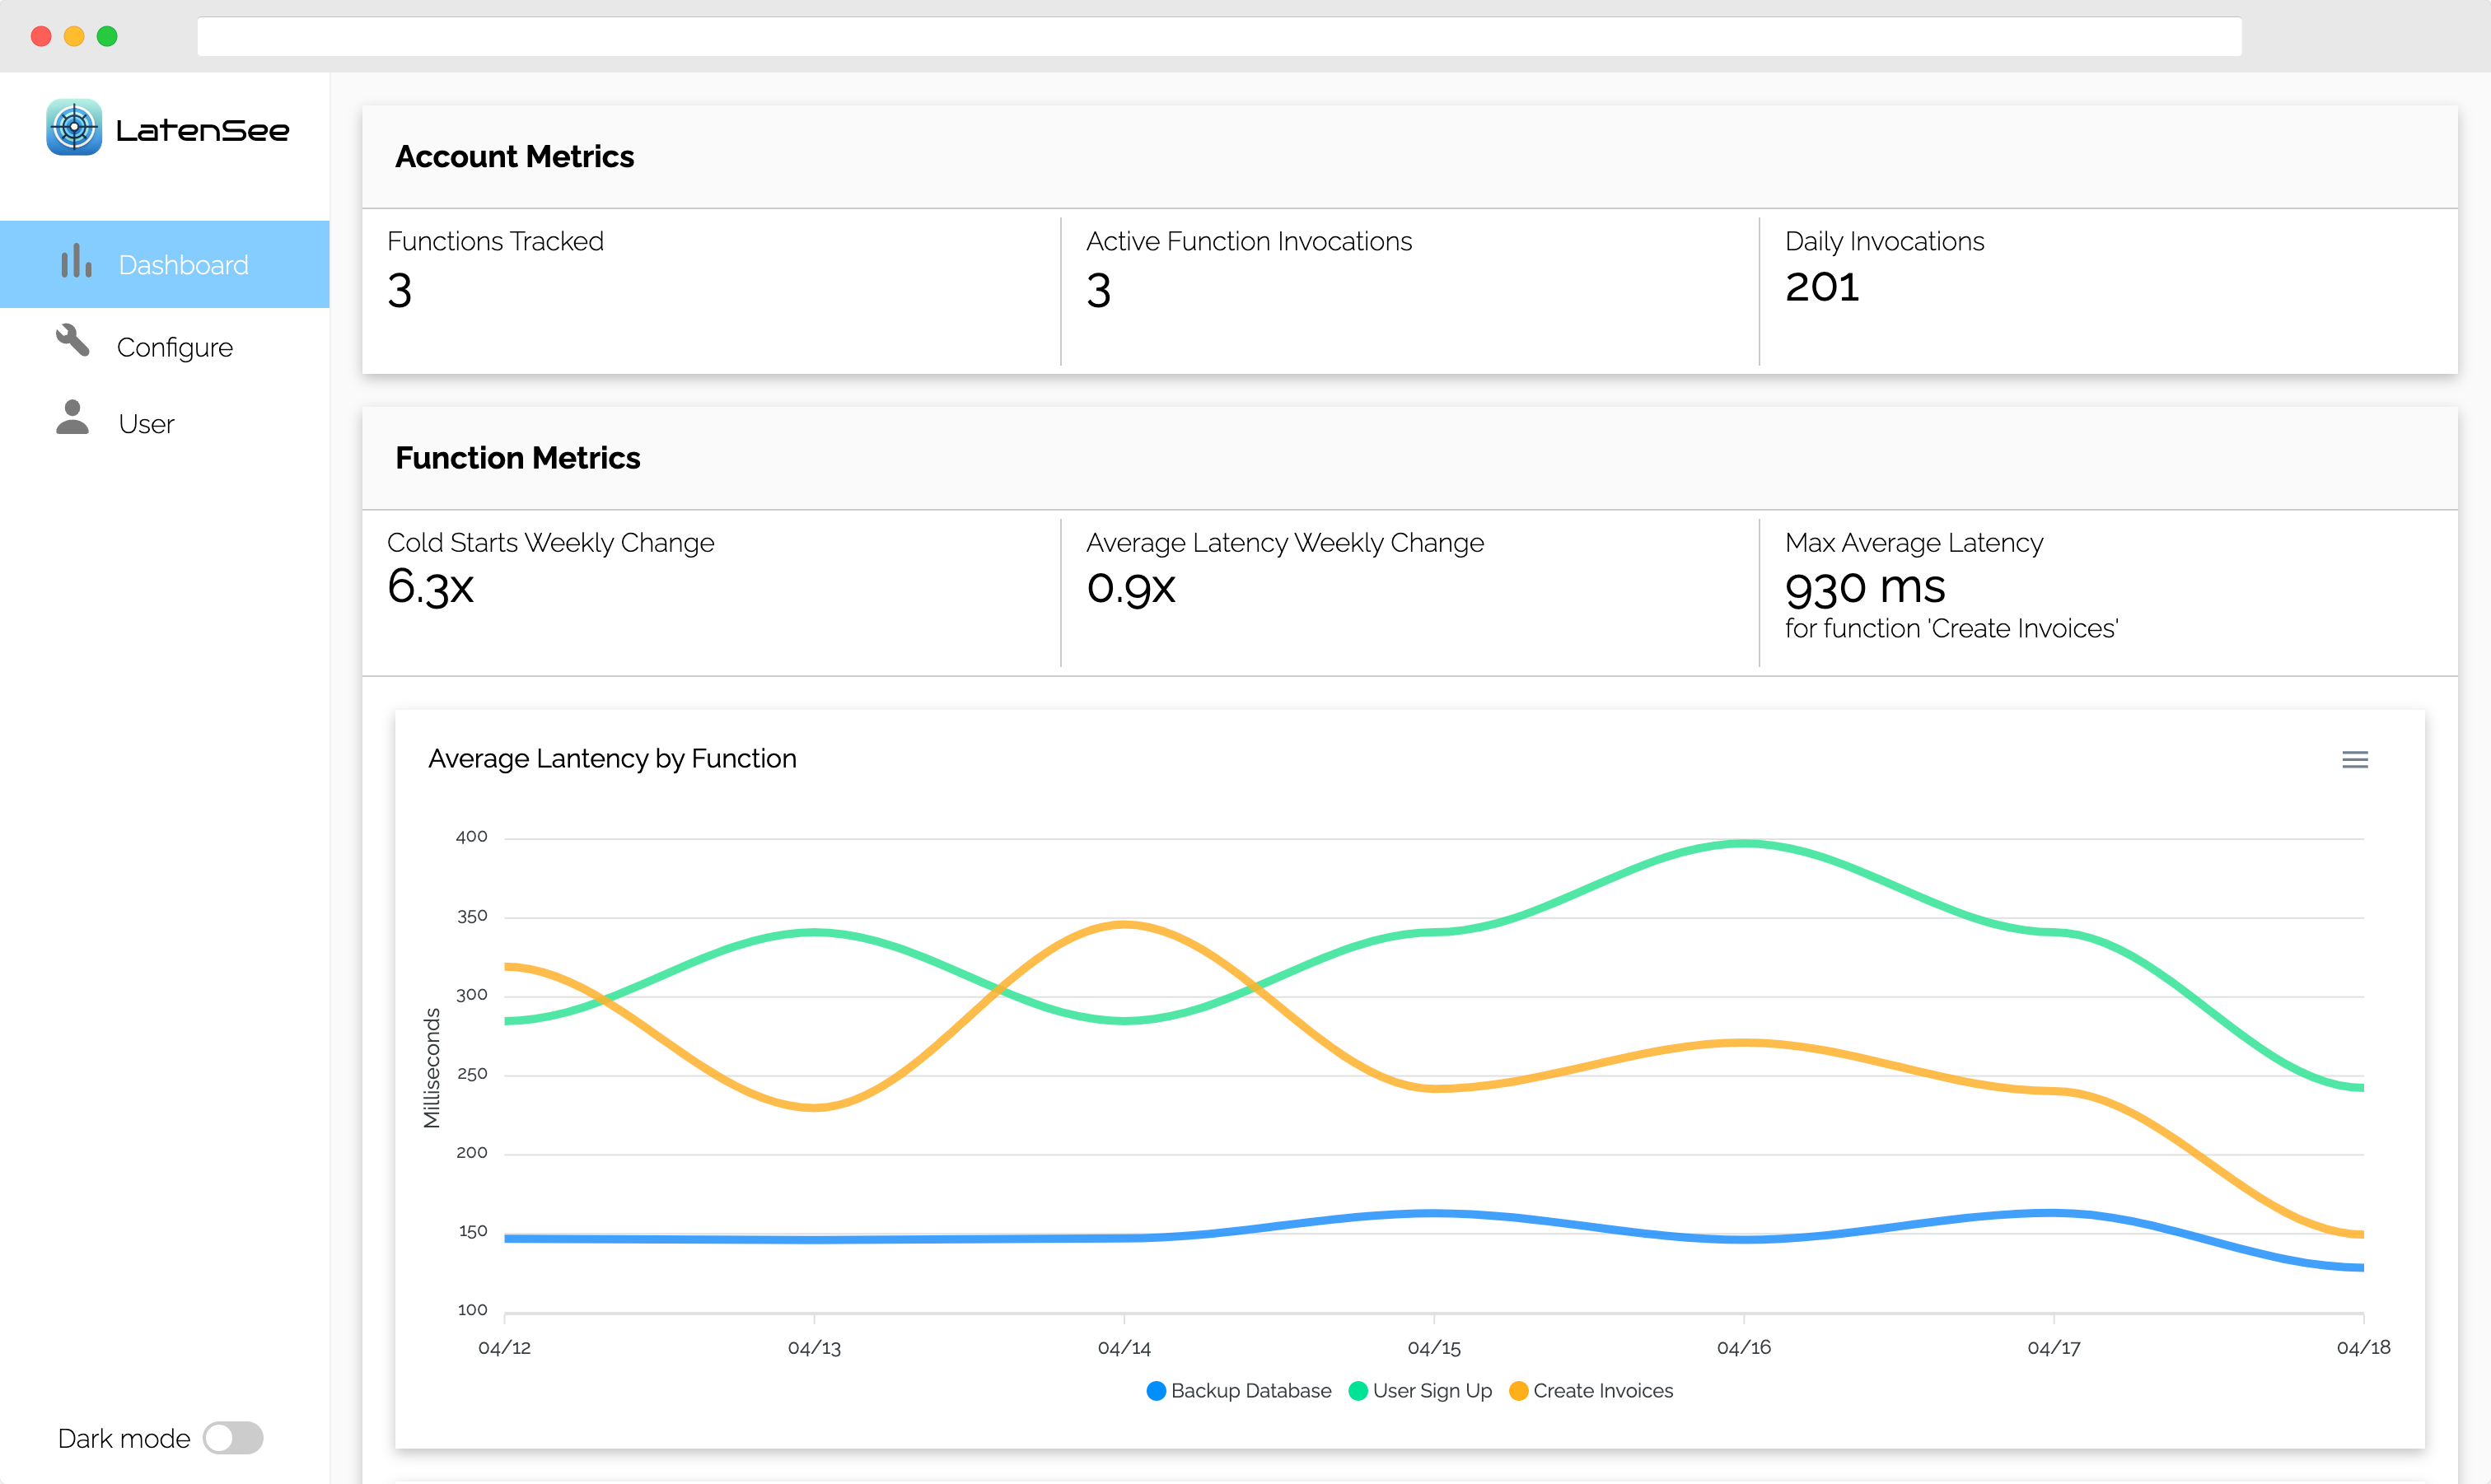 LatenSee
Dashboard
Configure
User
Dark mode
Account Metrics
Functions Tracked
3
Active Function Invocations
3
Daily Invocations
201
Function Metrics
Cold Starts Weekly Change
6.3x
Average Latency Weekly Change
0.9x
Max Average Latency
930 ms
for function 'Create Invoices'
Average Lantency by Function
Milliseconds
400
350
300
250
200
150
100
04/12 04/13 04/14 04/15 04/16 04/17 04/18
Backup Database User Sign Up Create Invoices